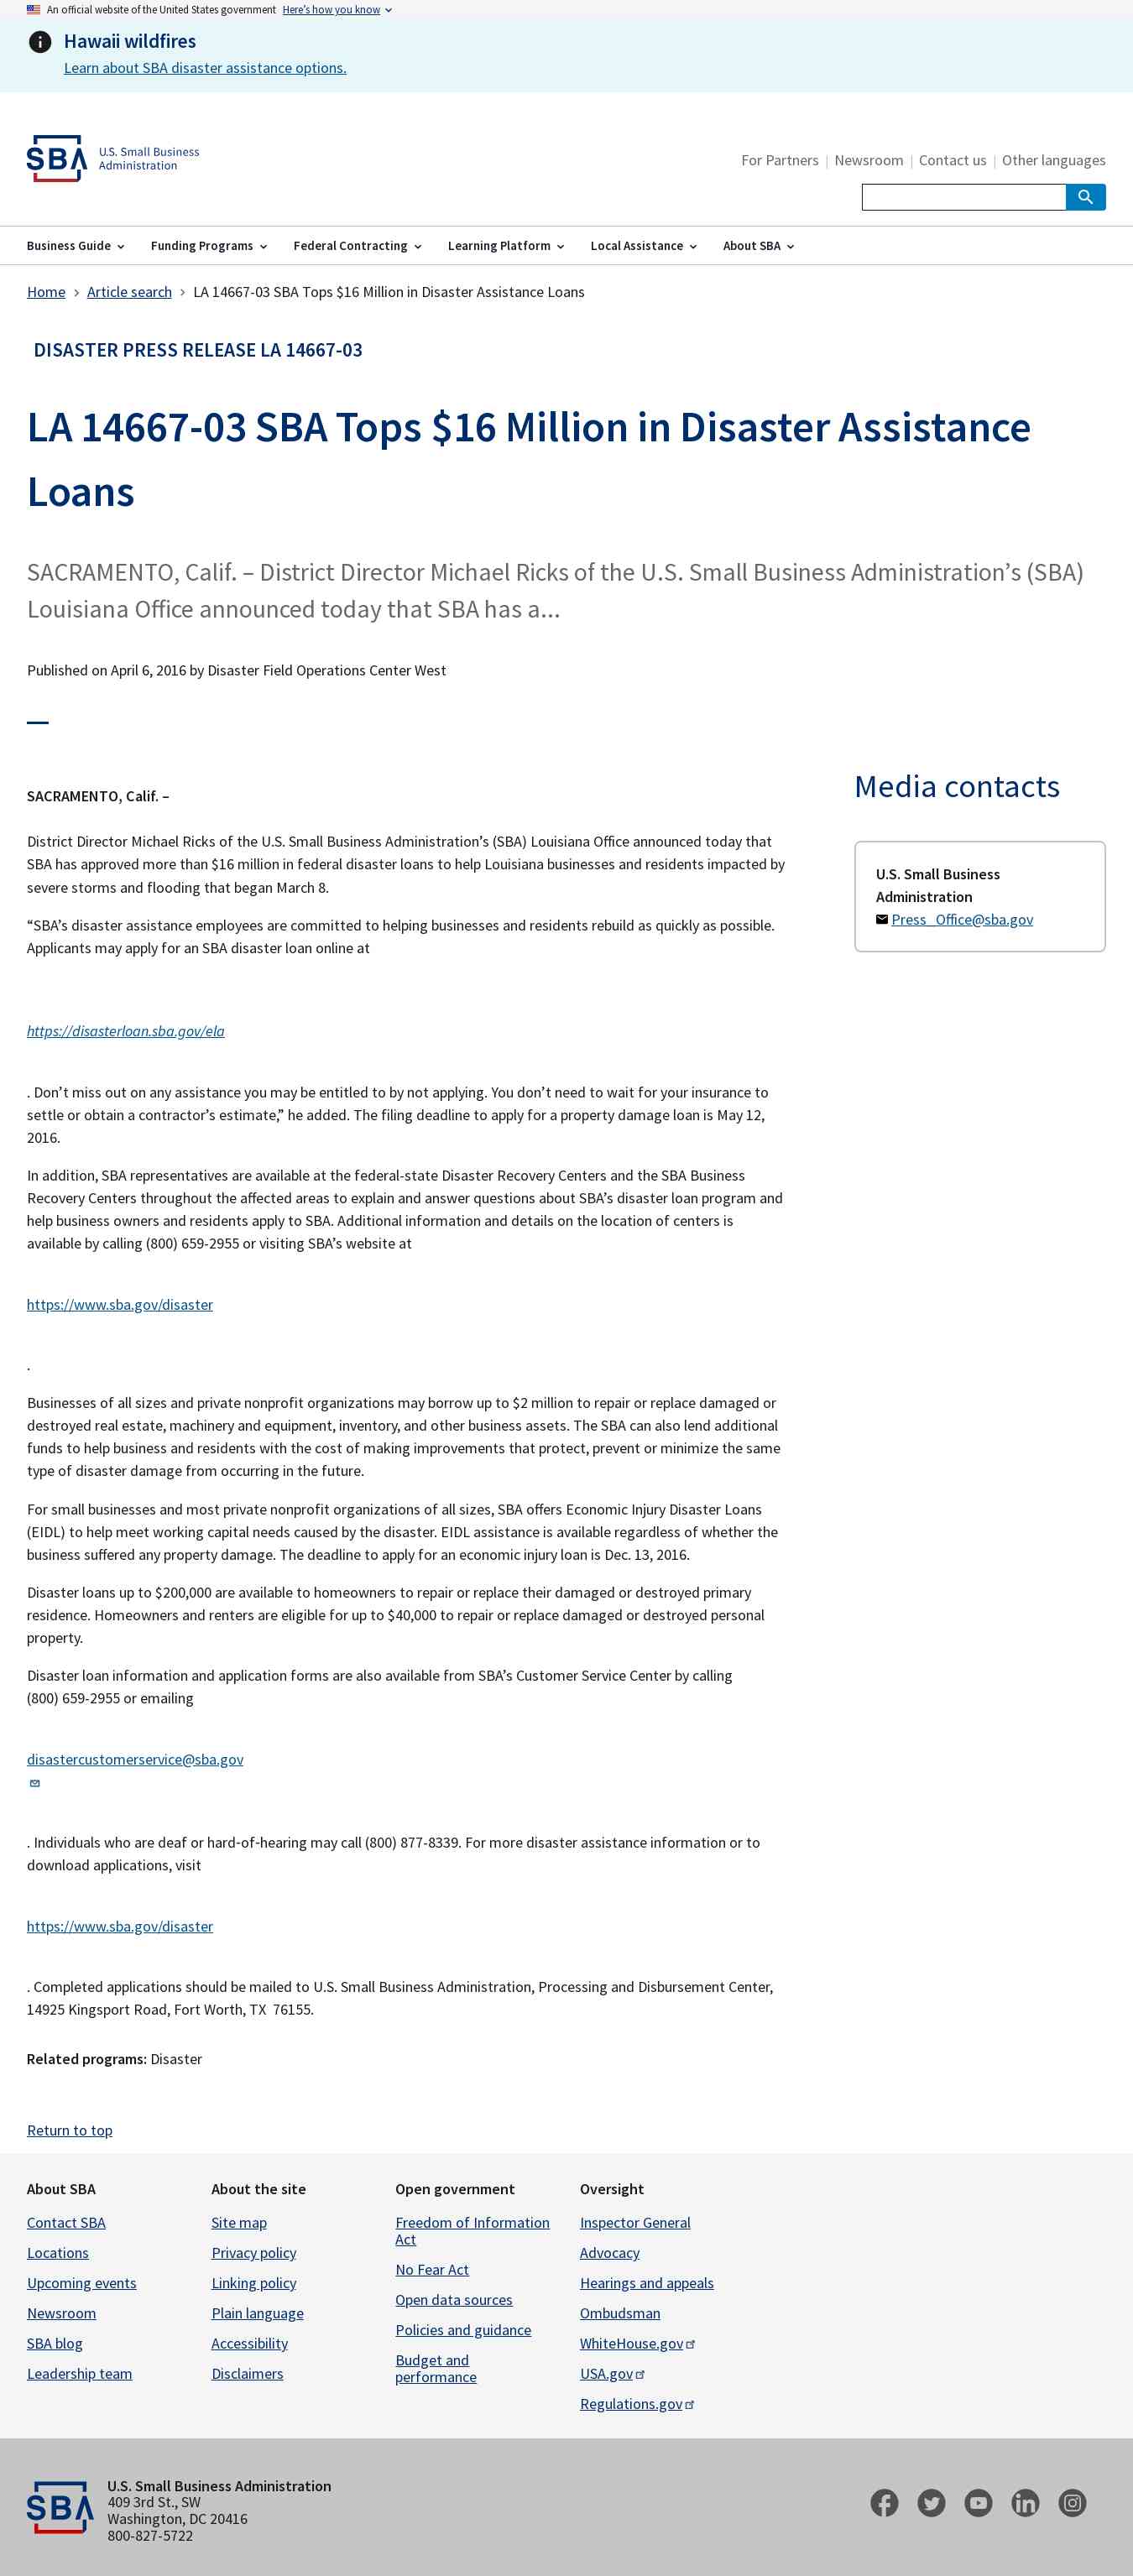 An official website of the United States government Here’s how you know
Hawaii wildfires
Learn about SBA disaster assistance options.
SBA
U.S. Small Business
Administration
For Partners | Newsroom | Contact us | Other languages
Business Guide Funding Programs Federal Contracting Learning Platform Local Assistance About SBA
Home > Article search > LA 14667-03 SBA Tops $16 Million in Disaster Assistance Loans
DISASTER PRESS RELEASE LA 14667-03
LA 14667-03 SBA Tops $16 Million in Disaster Assistance
Loans
SACRAMENTO, Calif. – District Director Michael Ricks of the U.S. Small Business Administration’s (SBA)
Louisiana Office announced today that SBA has a...
Published on April 6, 2016 by Disaster Field Operations Center West
SACRAMENTO, Calif. –
District Director Michael Ricks of the U.S. Small Business Administration’s (SBA) Louisiana Office announced today that
SBA has approved more than $16 million in federal disaster loans to help Louisiana businesses and residents impacted by
severe storms and flooding that began March 8.
“SBA’s disaster assistance employees are committed to helping businesses and residents rebuild as quickly as possible.
Applicants may apply for an SBA disaster loan online at
https://disasterloan.sba.gov/ela
. Don’t miss out on any assistance you may be entitled to by not applying. You don’t need to wait for your insurance to
settle or obtain a contractor’s estimate,” he added. The filing deadline to apply for a property damage loan is May 12,
2016.
In addition, SBA representatives are available at the federal-state Disaster Recovery Centers and the SBA Business
Recovery Centers throughout the affected areas to explain and answer questions about SBA’s disaster loan program and
help business owners and residents apply to SBA. Additional information and details on the location of centers is
available by calling (800) 659-2955 or visiting SBA’s website at
https://www.sba.gov/disaster
.
Businesses of all sizes and private nonprofit organizations may borrow up to $2 million to repair or replace damaged or
destroyed real estate, machinery and equipment, inventory, and other business assets. The SBA can also lend additional
funds to help business and residents with the cost of making improvements that protect, prevent or minimize the same
type of disaster damage from occurring in the future.
For small businesses and most private nonprofit organizations of all sizes, SBA offers Economic Injury Disaster Loans
(EIDL) to help meet working capital needs caused by the disaster. EIDL assistance is available regardless of whether the
business suffered any property damage. The deadline to apply for an economic injury loan is Dec. 13, 2016.
Disaster loans up to $200,000 are available to homeowners to repair or replace their damaged or destroyed primary
residence. Homeowners and renters are eligible for up to $40,000 to repair or replace damaged or destroyed personal
property.
Disaster loan information and application forms are also available from SBA’s Customer Service Center by calling
(800) 659-2955 or emailing
disastercustomerservice@sba.gov
. Individuals who are deaf or hard-of-hearing may call (800) 877-8339. For more disaster assistance information or to
download applications, visit
https://www.sba.gov/disaster
. Completed applications should be mailed to U.S. Small Business Administration, Processing and Disbursement Center,
14925 Kingsport Road, Fort Worth, TX 76155.
Related programs: Disaster
Return to top
Media contacts
U.S. Small Business
Administration
Press_Office@sba.gov
About SBA
Contact SBA
Locations
Upcoming events
Newsroom
SBA blog
Leadership team
About the site
Site map
Privacy policy
Linking policy
Plain language
Accessibility
Disclaimers
Open government
Freedom of Information
Act
No Fear Act
Open data sources
Policies and guidance
Budget and
performance
Oversight
Inspector General
Advocacy
Hearings and appeals
Ombudsman
WhiteHouse.gov
USA.gov
Regulations.gov
SBA
U.S. Small Business Administration
409 3rd St., SW
Washington, DC 20416
800-827-5722